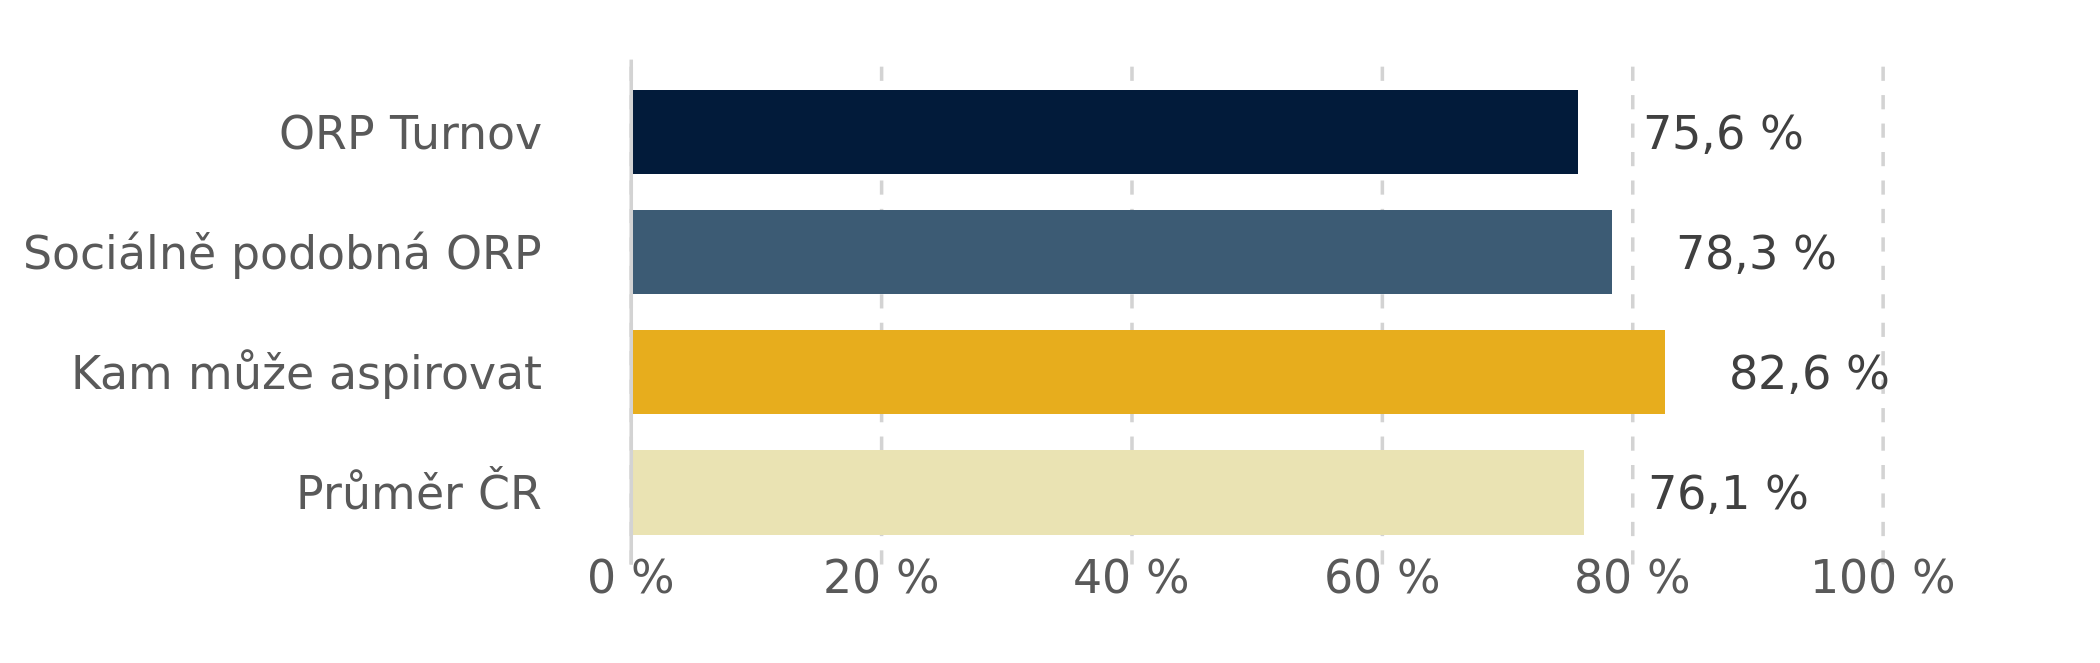 ORP Turnov 75,6 %
Sociálně podobná ORP 78,3 %
Kam může aspirovat 82,6 %
Průměr ČR 76,1 %
0 % 20 % 40 % 60 % 80 % 100 %